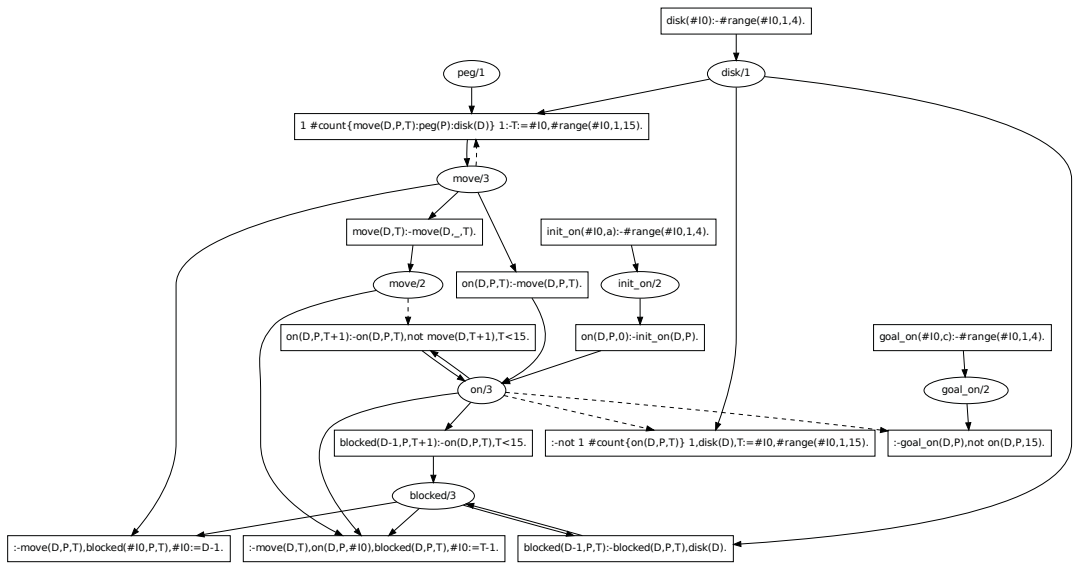 disk(#I0):-#range(#I0,1,4).
peg/1
disk/1
1 #count{move(D,P,T):peg(P):disk(D)} 1:-T:=#I0,#range(#I0,1,15).
move/3
move(D,T):-move(D,_,T).
init_on(#I0,a):-#range(#I0,1,4).
move/2
on(D,P,T):-move(D,P,T).
init_on/2
on(D,P,T+1):-on(D,P,T),not move(D,T+1),T<15.
on(D,P,0):-init_on(D,P).
goal_on(#I0,c):-#range(#I0,1,4).
on/3
goal_on/2
blocked(D-1,P,T+1):-on(D,P,T),T<15.
:-not 1 #count{on(D,P,T)} 1,disk(D),T:=#I0,#range(#I0,1,15).
:-goal_on(D,P),not on(D,P,15).
blocked/3
:-move(D,P,T),blocked(#I0,P,T),#I0:=D-1.
:-move(D,T),on(D,P,#I0),blocked(D,P,T),#I0:=T-1.
blocked(D-1,P,T):-blocked(D,P,T),disk(D).